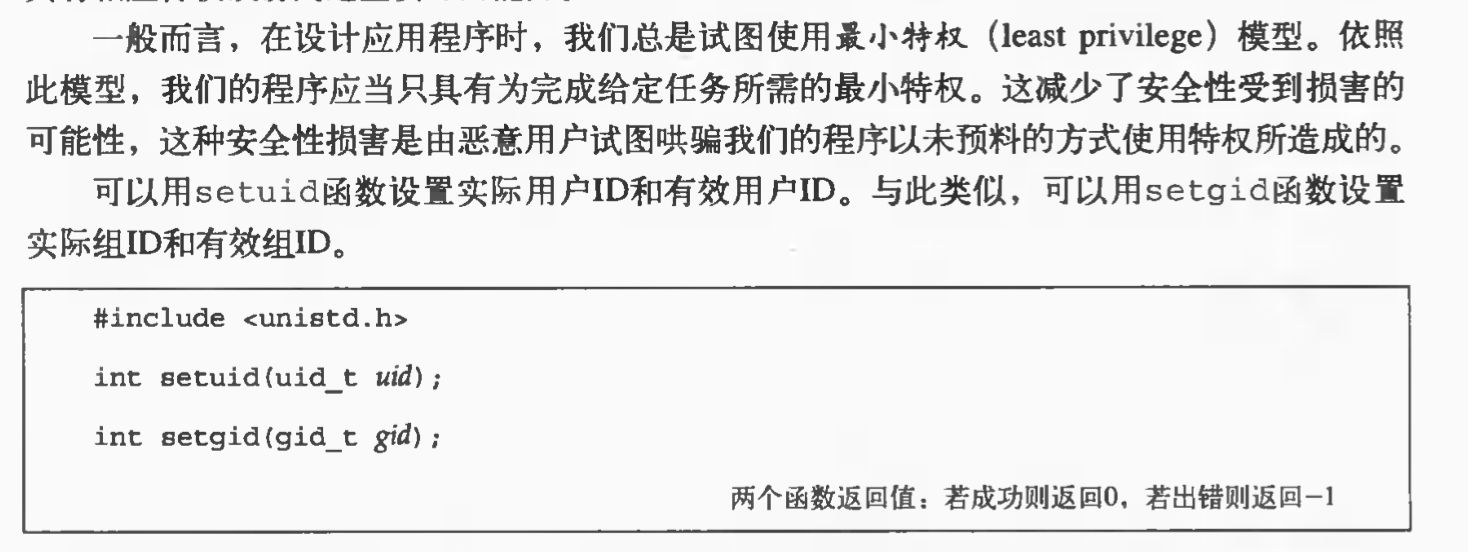 一般而言，在设计应用程序时，我们总是试图使用最小特权（least privilege）模型。依照
此模型，我们的程序应当只具有为完成给定任务所需的最小特权。这减少了安全性受到损害的
可能性，这种安全性损害是由恶意用户试图哄骗我们的程序以未预料的方式使用特权所造成的。
可以用setuid函数设置实际用户ID和有效用户ID。与此类似，可以用setgid函数设置
实际组ID和有效组ID。
#include <unistd.h>
int setuid(uid_t uid);
int setgid(gid_t gid);
两个函数返回值：若成功则返回0，若出错则返回−1